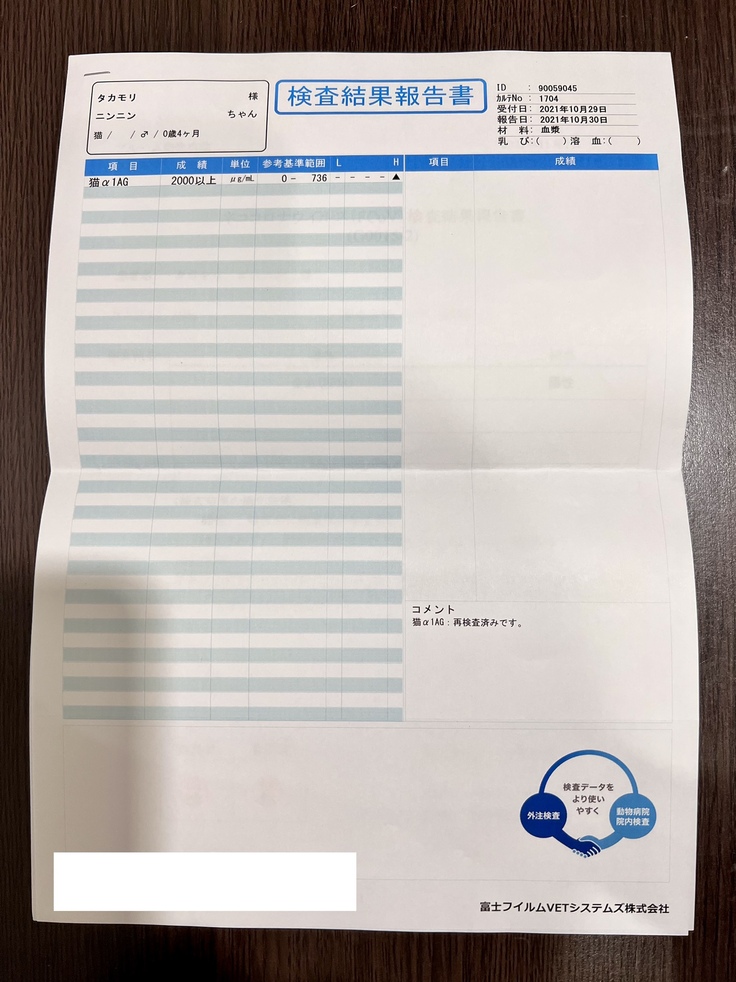 検査結果報告書
タカモリ 様
ニンニン ちゃん
猫 / / ♂ / 0歳4ヶ月
ID : 90059045
ｶﾙﾃNo : 1704
受付日: 2021年10月29日
報告日: 2021年10月30日
材 料: 血漿
乳 び:( ) 溶 血:( )
項 目 成 績 単位 参考基準範囲 L H 項目 成績
猫α1AG 2000以上 μg/mL 0 - 736 - - - - ▲
コメント
猫α1AG：再検査済みです。
検査データを
より使い
やすく
外注検査
動物病院
院内検査
富士フイルムVETシステムズ株式会社